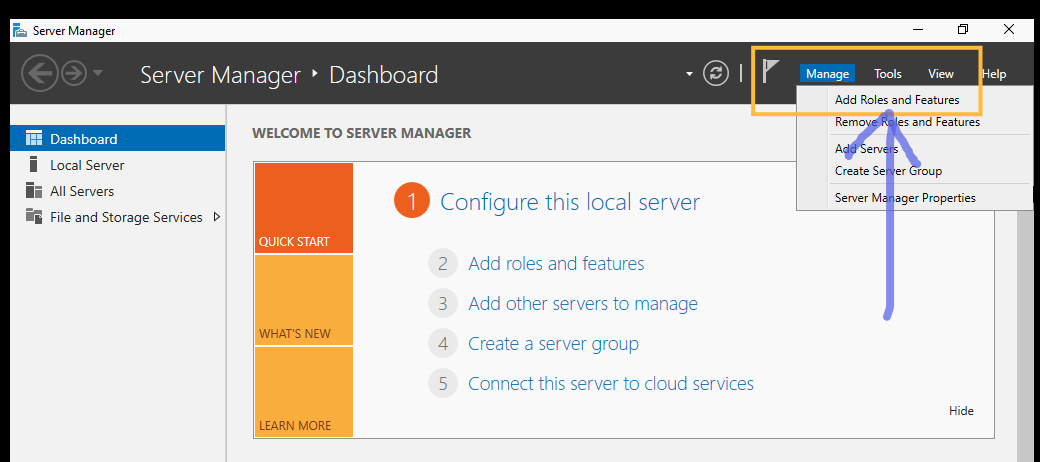 Server Manager
Server Manager ‣ Dashboard
Manage Tools View Help
Add Roles and Features
Remove Roles and Features
Add Servers
Create Server Group
Server Manager Properties
Dashboard
Local Server
All Servers
File and Storage Services
WELCOME TO SERVER MANAGER
QUICK START
WHAT'S NEW
LEARN MORE
1 Configure this local server
2 Add roles and features
3 Add other servers to manage
4 Create a server group
5 Connect this server to cloud services
Hide